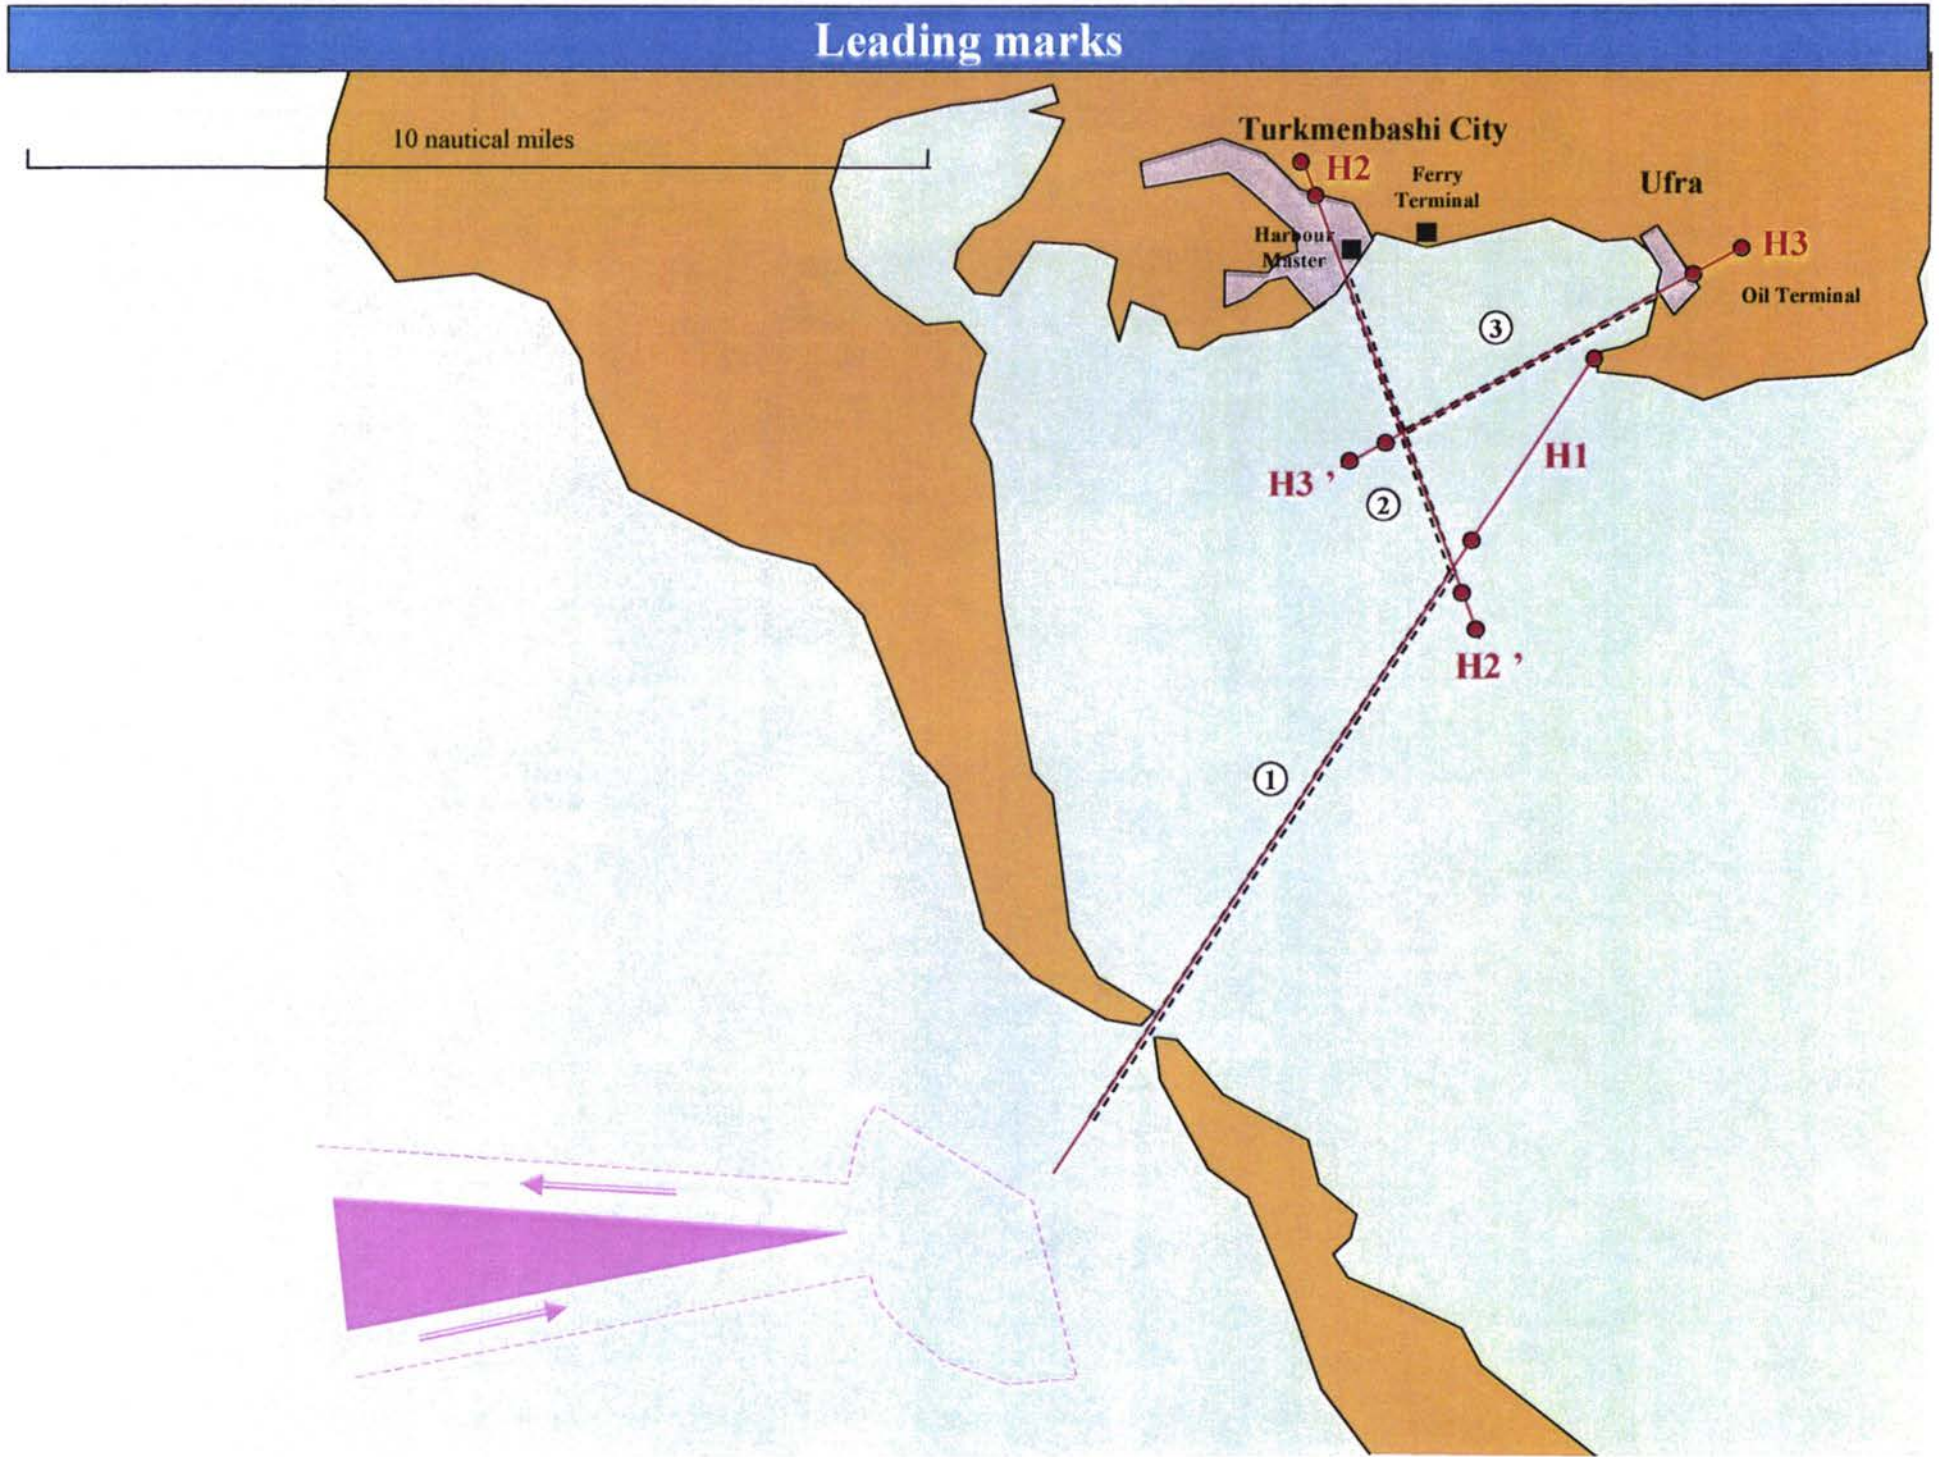 Leading marks
10 nautical miles
Turkmenbashi City
H2
Ferry
Terminal
Ufra
Harbour
Master
H3
Oil Terminal
3
H1
H3 ’
2
H2 ’
1